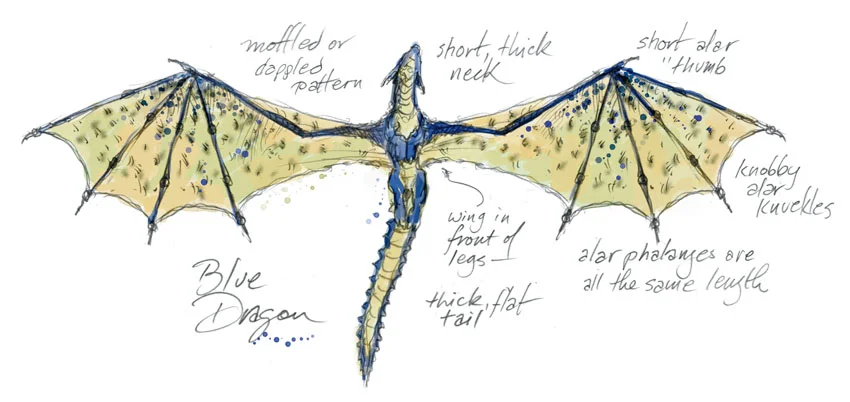 mottled or
dappled
pattern
short, thick
neck
short alar
"thumb
knobby
alar
knuckles
wing in
front of
legs
alar phalanges are
all the same length
thick, flat
tail
Blue
Dragon